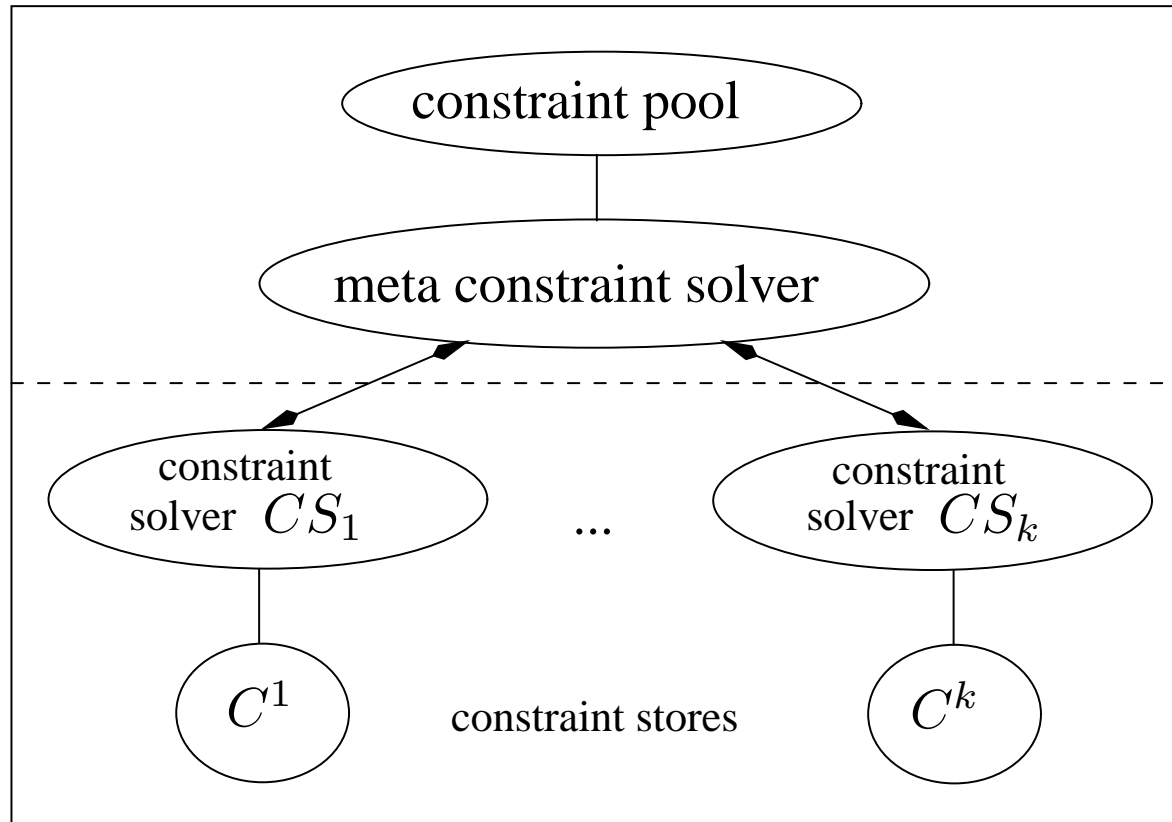 constraint pool
meta constraint solver
constraint
solver CS₁
...
constraint
solver CSₖ
C¹
constraint stores
Cᵏ